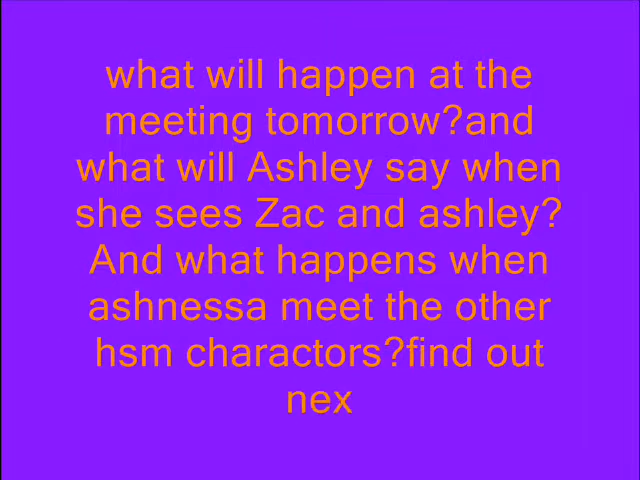 what will happen at the
meeting tomorrow?and
what will Ashley say when
she sees Zac and ashley?
And what happens when
ashnessa meet the other
hsm charactors?find out
nex